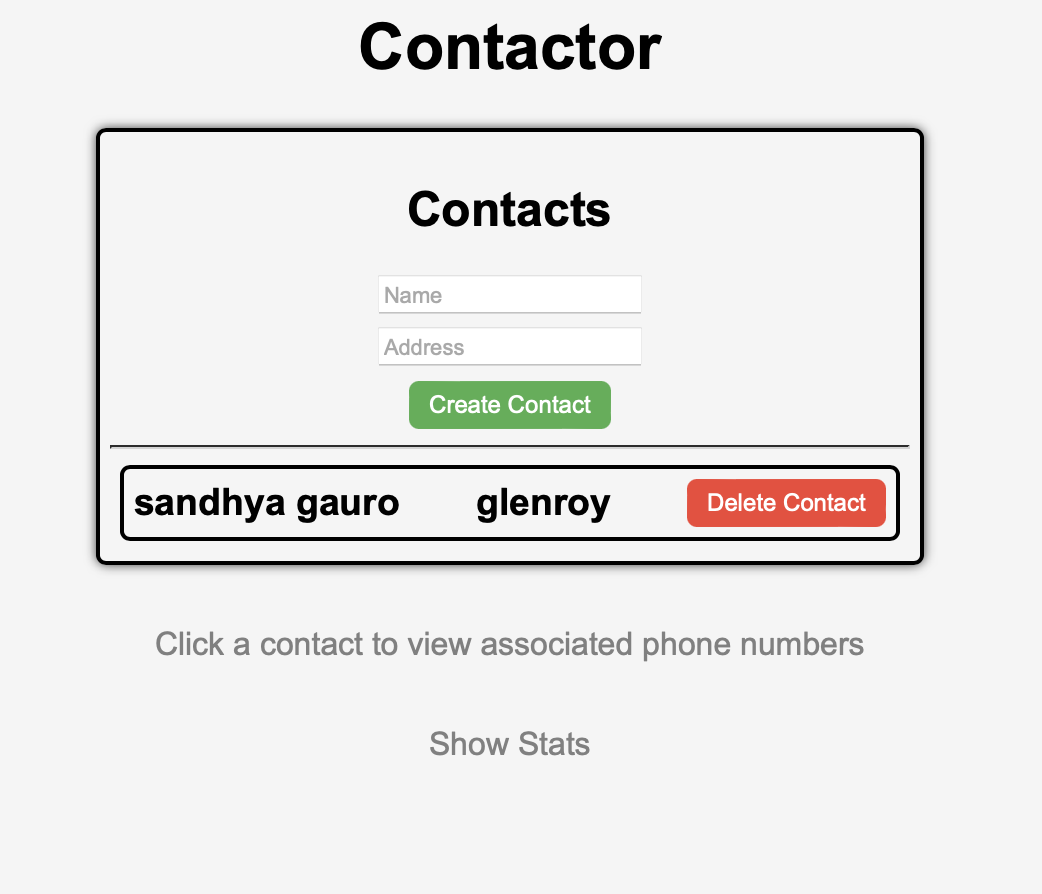 Contactor
Contacts
Name
Address
Create Contact
sandhya gauro glenroy Delete Contact
Click a contact to view associated phone numbers
Show Stats